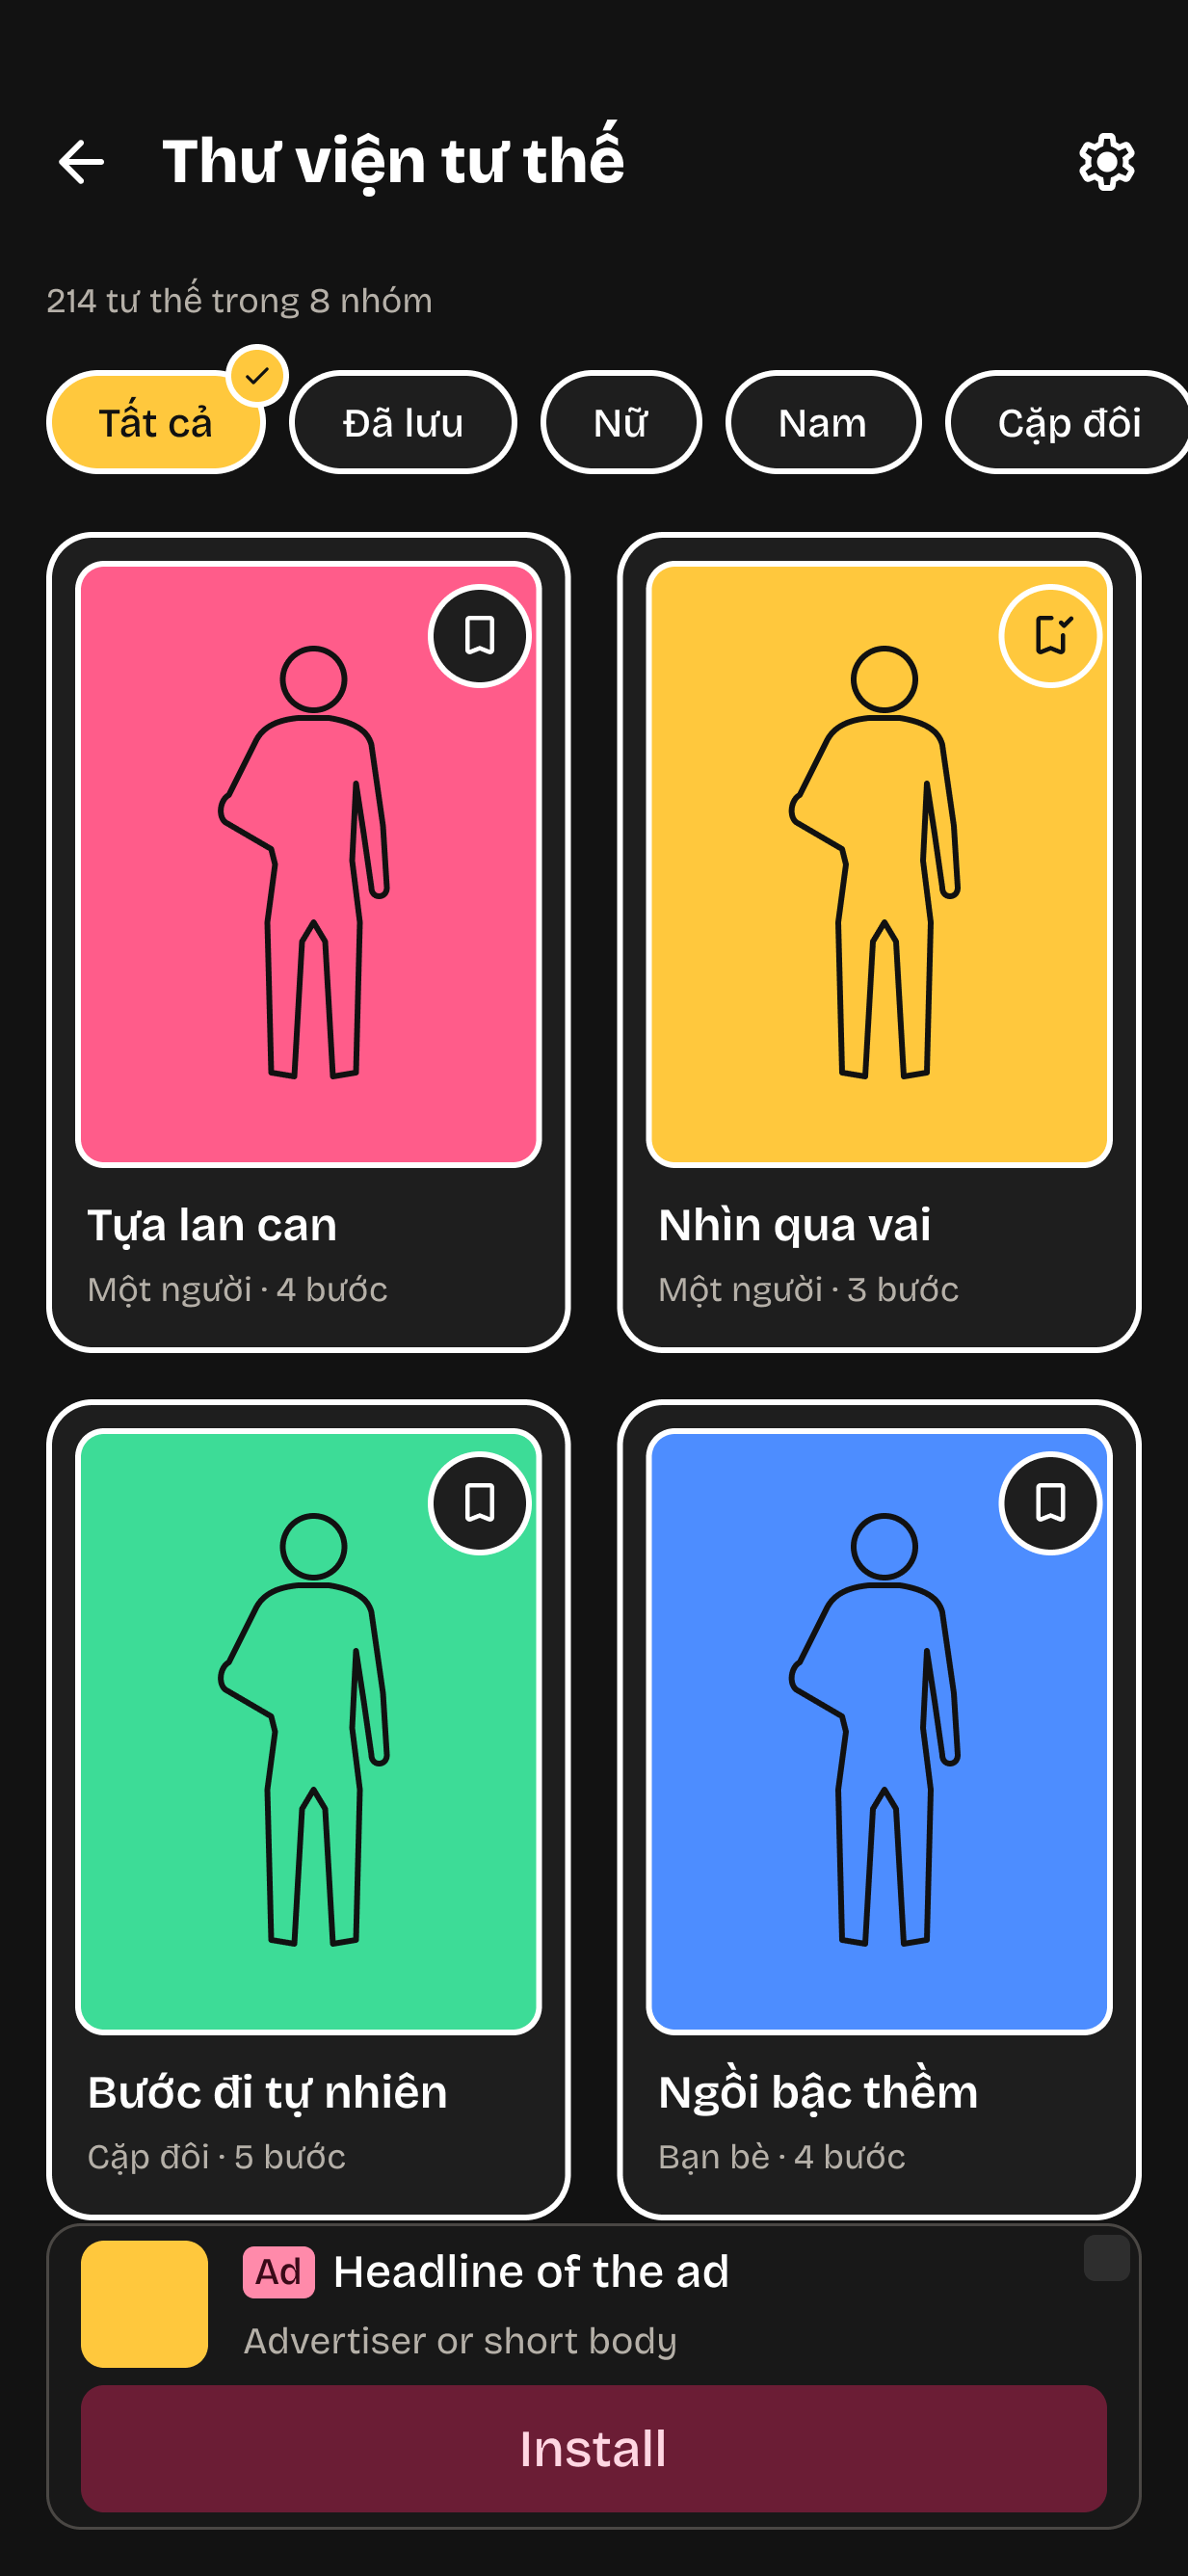 Thư viện tư thế
214 tư thế trong 8 nhóm
Tất cả
Đã lưu
Nữ
Nam
Cặp đôi
Tựa lan can
Một người · 4 bước
Nhìn qua vai
Một người · 3 bước
Bước đi tự nhiên
Cặp đôi · 5 bước
Ngồi bậc thềm
Bạn bè · 4 bước
Ad Headline of the ad
Advertiser or short body
Install